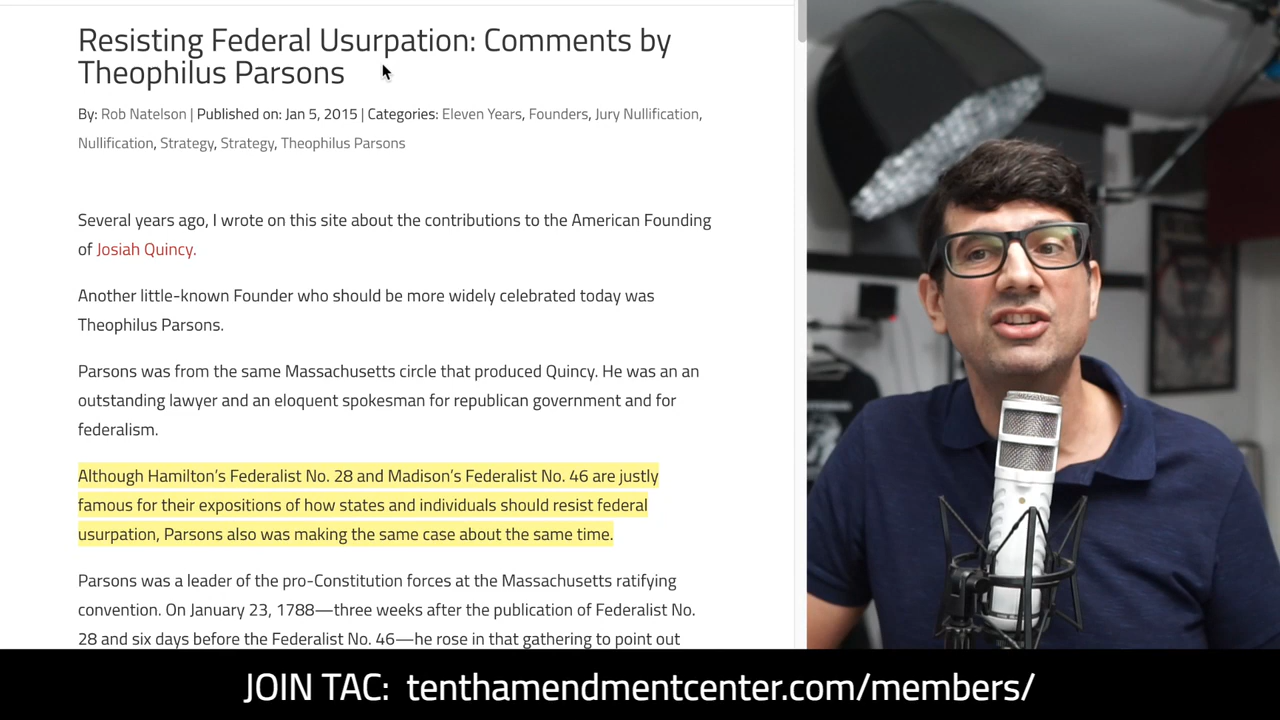 Resisting Federal Usurpation: Comments by
Theophilus Parsons
By: Rob Natelson | Published on: Jan 5, 2015 | Categories: Eleven Years, Founders, Jury Nullification,
Nullification, Strategy, Strategy, Theophilus Parsons
Several years ago, I wrote on this site about the contributions to the American Founding
of Josiah Quincy.
Another little-known Founder who should be more widely celebrated today was
Theophilus Parsons.
Parsons was from the same Massachusetts circle that produced Quincy. He was an an
outstanding lawyer and an eloquent spokesman for republican government and for
federalism.
Although Hamilton’s Federalist No. 28 and Madison’s Federalist No. 46 are justly
famous for their expositions of how states and individuals should resist federal
usurpation, Parsons also was making the same case about the same time.
Parsons was a leader of the pro-Constitution forces at the Massachusetts ratifying
convention. On January 23, 1788—three weeks after the publication of Federalist No.
28 and six days before the Federalist No. 46—he rose in that gathering to point out
JOIN TAC: tenthamendmentcenter.com/members/